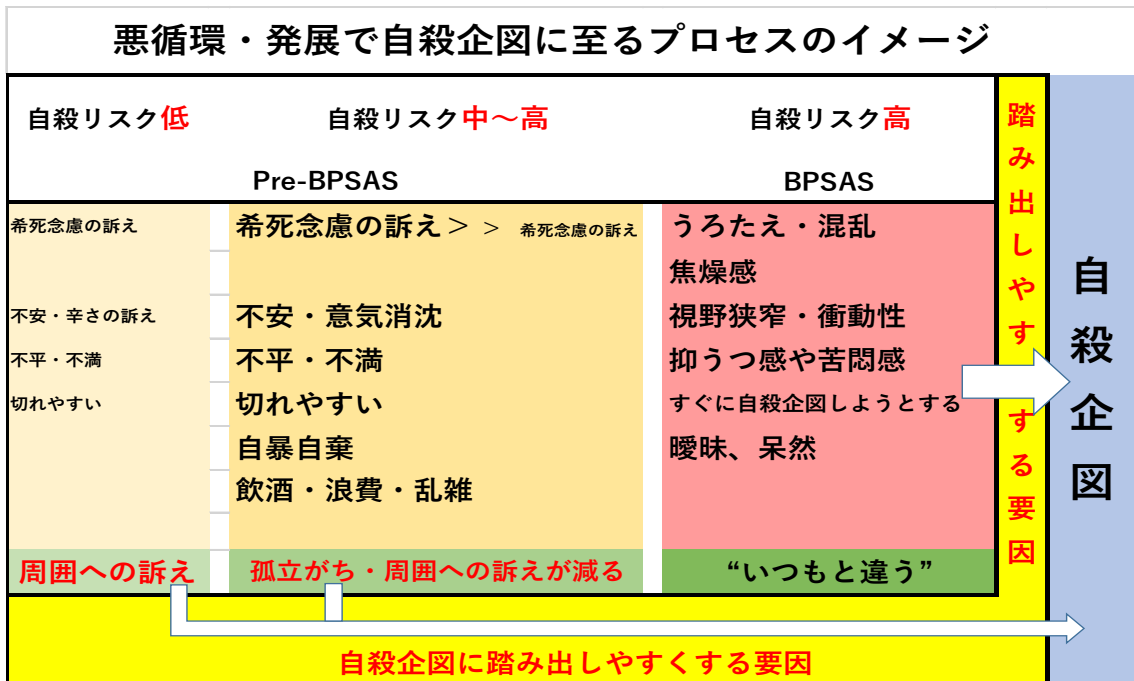 悪循環・発展で自殺企図に至るプロセスのイメージ
自殺リスク低
自殺リスク中～高
自殺リスク高
Pre-BPSAS
BPSAS
希死念慮の訴え
不安・辛さの訴え
不平・不満
切れやすい
希死念慮の訴え＞ ＞ 希死念慮の訴え
不安・意気消沈
不平・不満
切れやすい
自暴自棄
飲酒・浪費・乱雑
うろたえ・混乱
焦燥感
視野狭窄・衝動性
抑うつ感や苦悶感
すぐに自殺企図しようとする
曖昧、呆然
周囲への訴え
孤立がち・周囲への訴えが減る
“いつもと違う”
踏み出しやすする要因
自殺企図
自殺企図に踏み出しやすくする要因